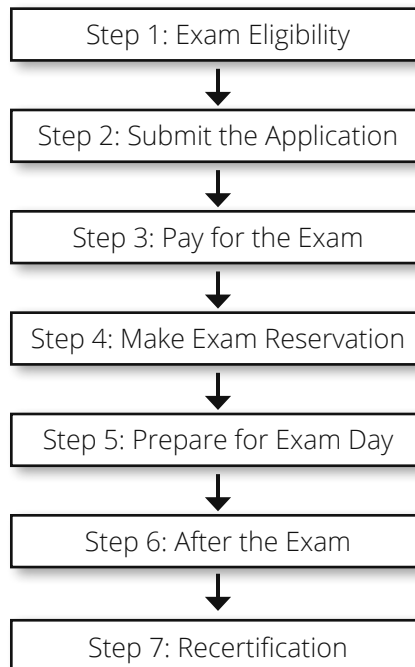 Step 1: Exam Eligibility
Step 2: Submit the Application
Step 3: Pay for the Exam
Step 4: Make Exam Reservation
Step 5: Prepare for Exam Day
Step 6: After the Exam
Step 7: Recertification